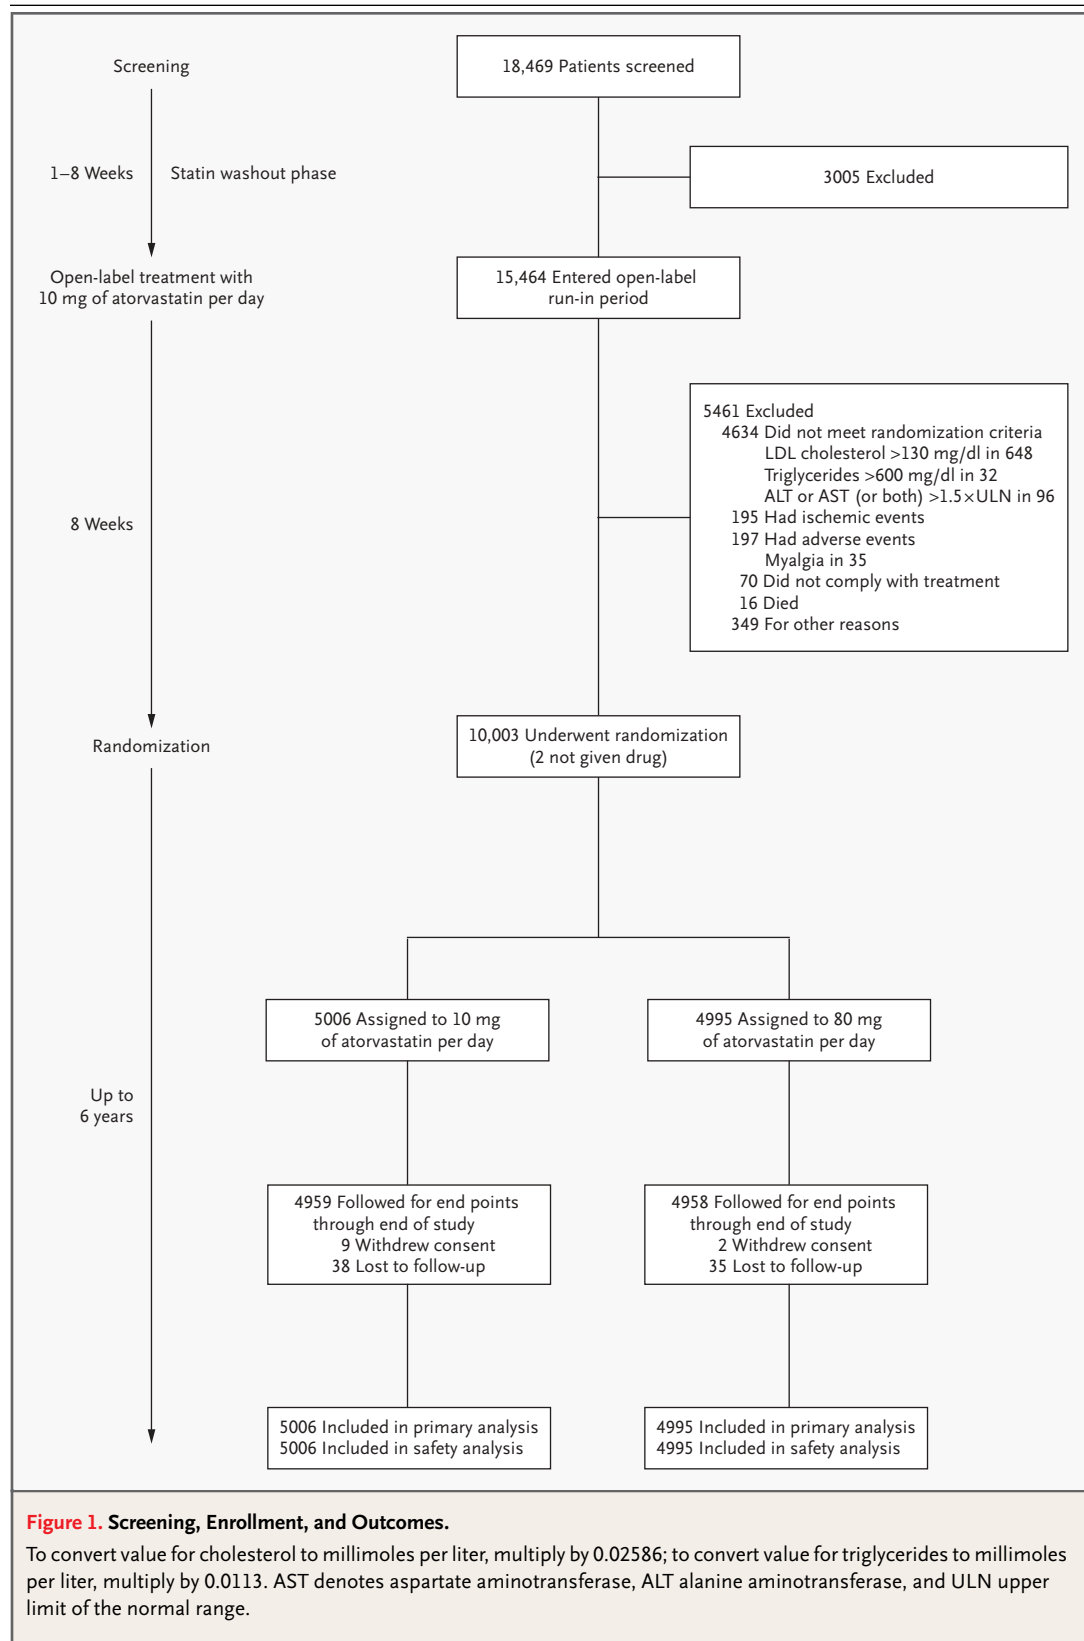 Screening
18,469 Patients screened
1–8 Weeks
Statin washout phase
3005 Excluded
Open-label treatment with
10 mg of atorvastatin per day
15,464 Entered open-label
run-in period
5461 Excluded
4634 Did not meet randomization criteria
LDL cholesterol >130 mg/dl in 648
Triglycerides >600 mg/dl in 32
ALT or AST (or both) >1.5×ULN in 96
195 Had ischemic events
197 Had adverse events
Myalgia in 35
70 Did not comply with treatment
16 Died
349 For other reasons
8 Weeks
Randomization
10,003 Underwent randomization
(2 not given drug)
5006 Assigned to 10 mg
of atorvastatin per day
4995 Assigned to 80 mg
of atorvastatin per day
Up to
6 years
4959 Followed for end points
through end of study
9 Withdrew consent
38 Lost to follow-up
4958 Followed for end points
through end of study
2 Withdrew consent
35 Lost to follow-up
5006 Included in primary analysis
5006 Included in safety analysis
4995 Included in primary analysis
4995 Included in safety analysis
Figure 1. Screening, Enrollment, and Outcomes.
To convert value for cholesterol to millimoles per liter, multiply by 0.02586; to convert value for triglycerides to millimoles
per liter, multiply by 0.0113. AST denotes aspartate aminotransferase, ALT alanine aminotransferase, and ULN upper
limit of the normal range.